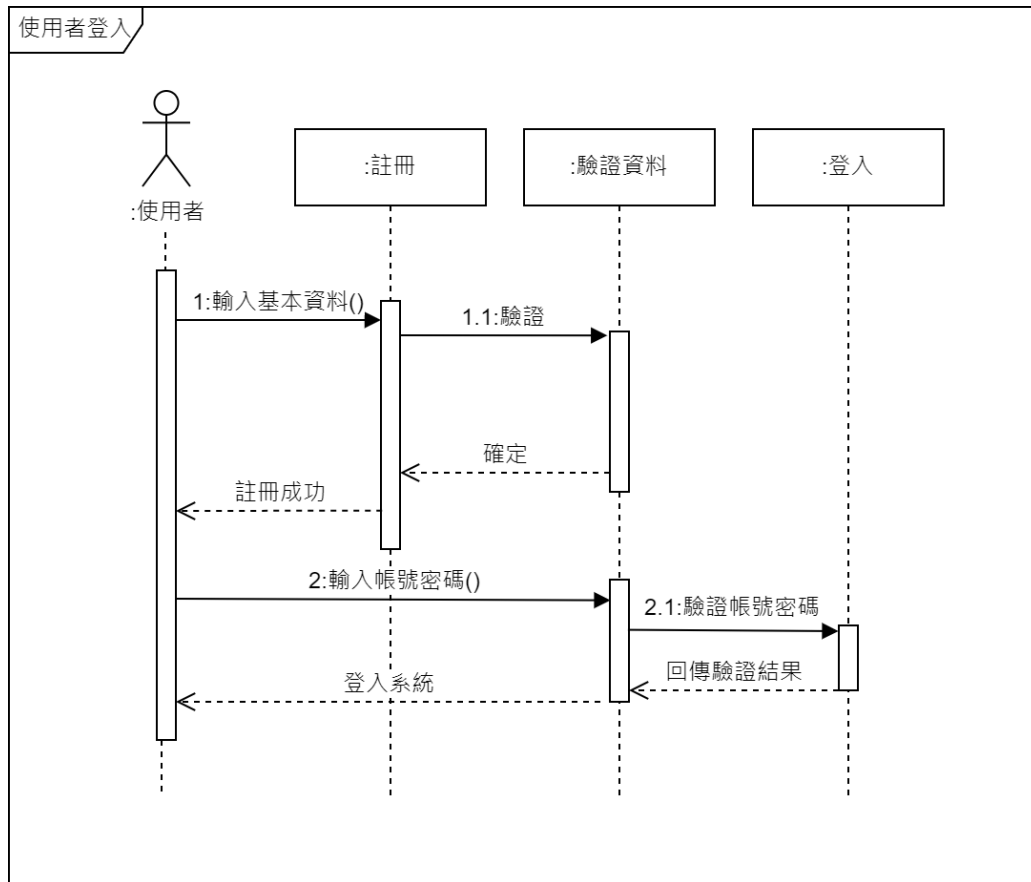 使用者登入
:使用者
:註冊
:驗證資料
:登入
1:輸入基本資料()
1.1:驗證
確定
註冊成功
2:輸入帳號密碼()
2.1:驗證帳號密碼
回傳驗證結果
登入系統